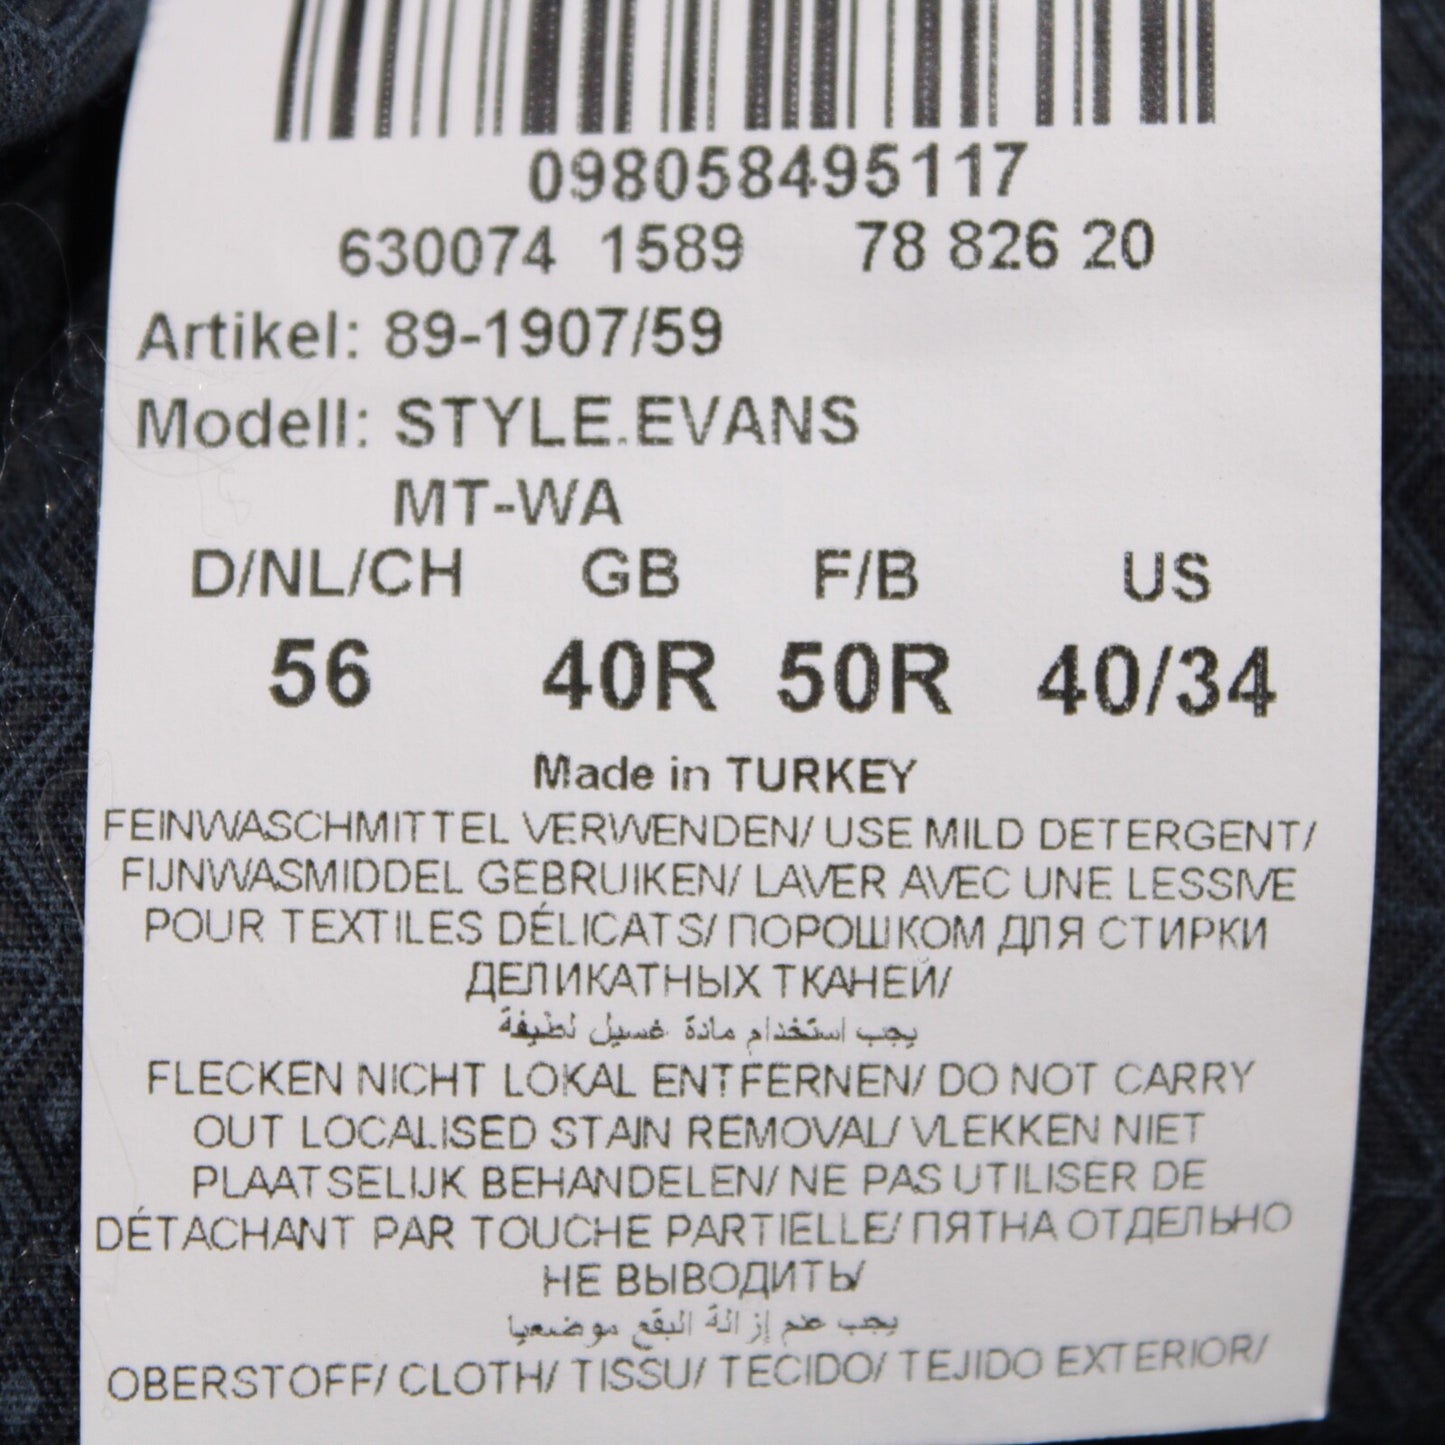 098058495117
630074 1589 78 826 20
Artikel: 89-1907/59
Modell: STYLE.EVANS
MT-WA
D/NL/CH GB F/B US
56 40R 50R 40/34
Made in TURKEY
FEINWASCHMITTEL VERWENDEN/ USE MILD DETERGENT/
FIJNWASMIDDEL GEBRUIKEN/ LAVER AVEC UNE LESSIVE
POUR TEXTILES DÉLICATS/ ПОРОШКОМ ДЛЯ СТИРКИ
ДЕЛИКАТНЫХ ТКАНЕЙ/
يجب استخدام مادة غسيل لطيفة
FLECKEN NICHT LOKAL ENTFERNEN/ DO NOT CARRY
OUT LOCALISED STAIN REMOVAL/ VLEKKEN NIET
PLAATSELIJK BEHANDELEN/ NE PAS UTILISER DE
DÉTACHANT PAR TOUCHE PARTIELLE/ ПЯТНА ОТДЕЛЬНО
НЕ ВЫВОДИТЬ/
يجب عدم إزالة البقع موضعيا
OBERSTOFF/ CLOTH/ TISSU/ TECIDO/ TEJIDO EXTERIOR/